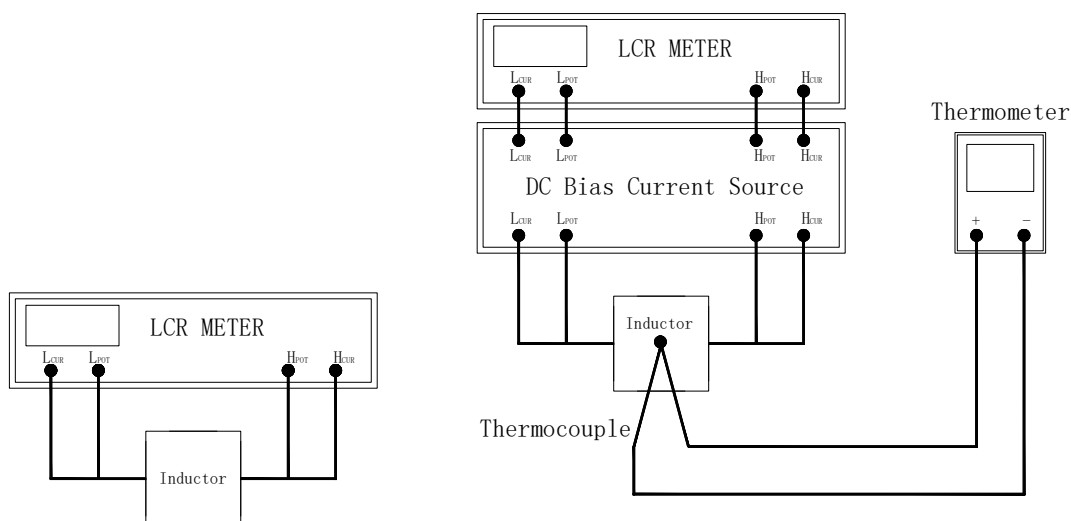 LCR METER
LCUR LPOT HPOT HCUR
LCUR LPOT HPOT HCUR
DC Bias Current Source
LCUR LPOT HPOT HCUR
Inductor
Thermocouple
Thermometer
+ −
LCR METER
LCUR LPOT HPOT HCUR
Inductor